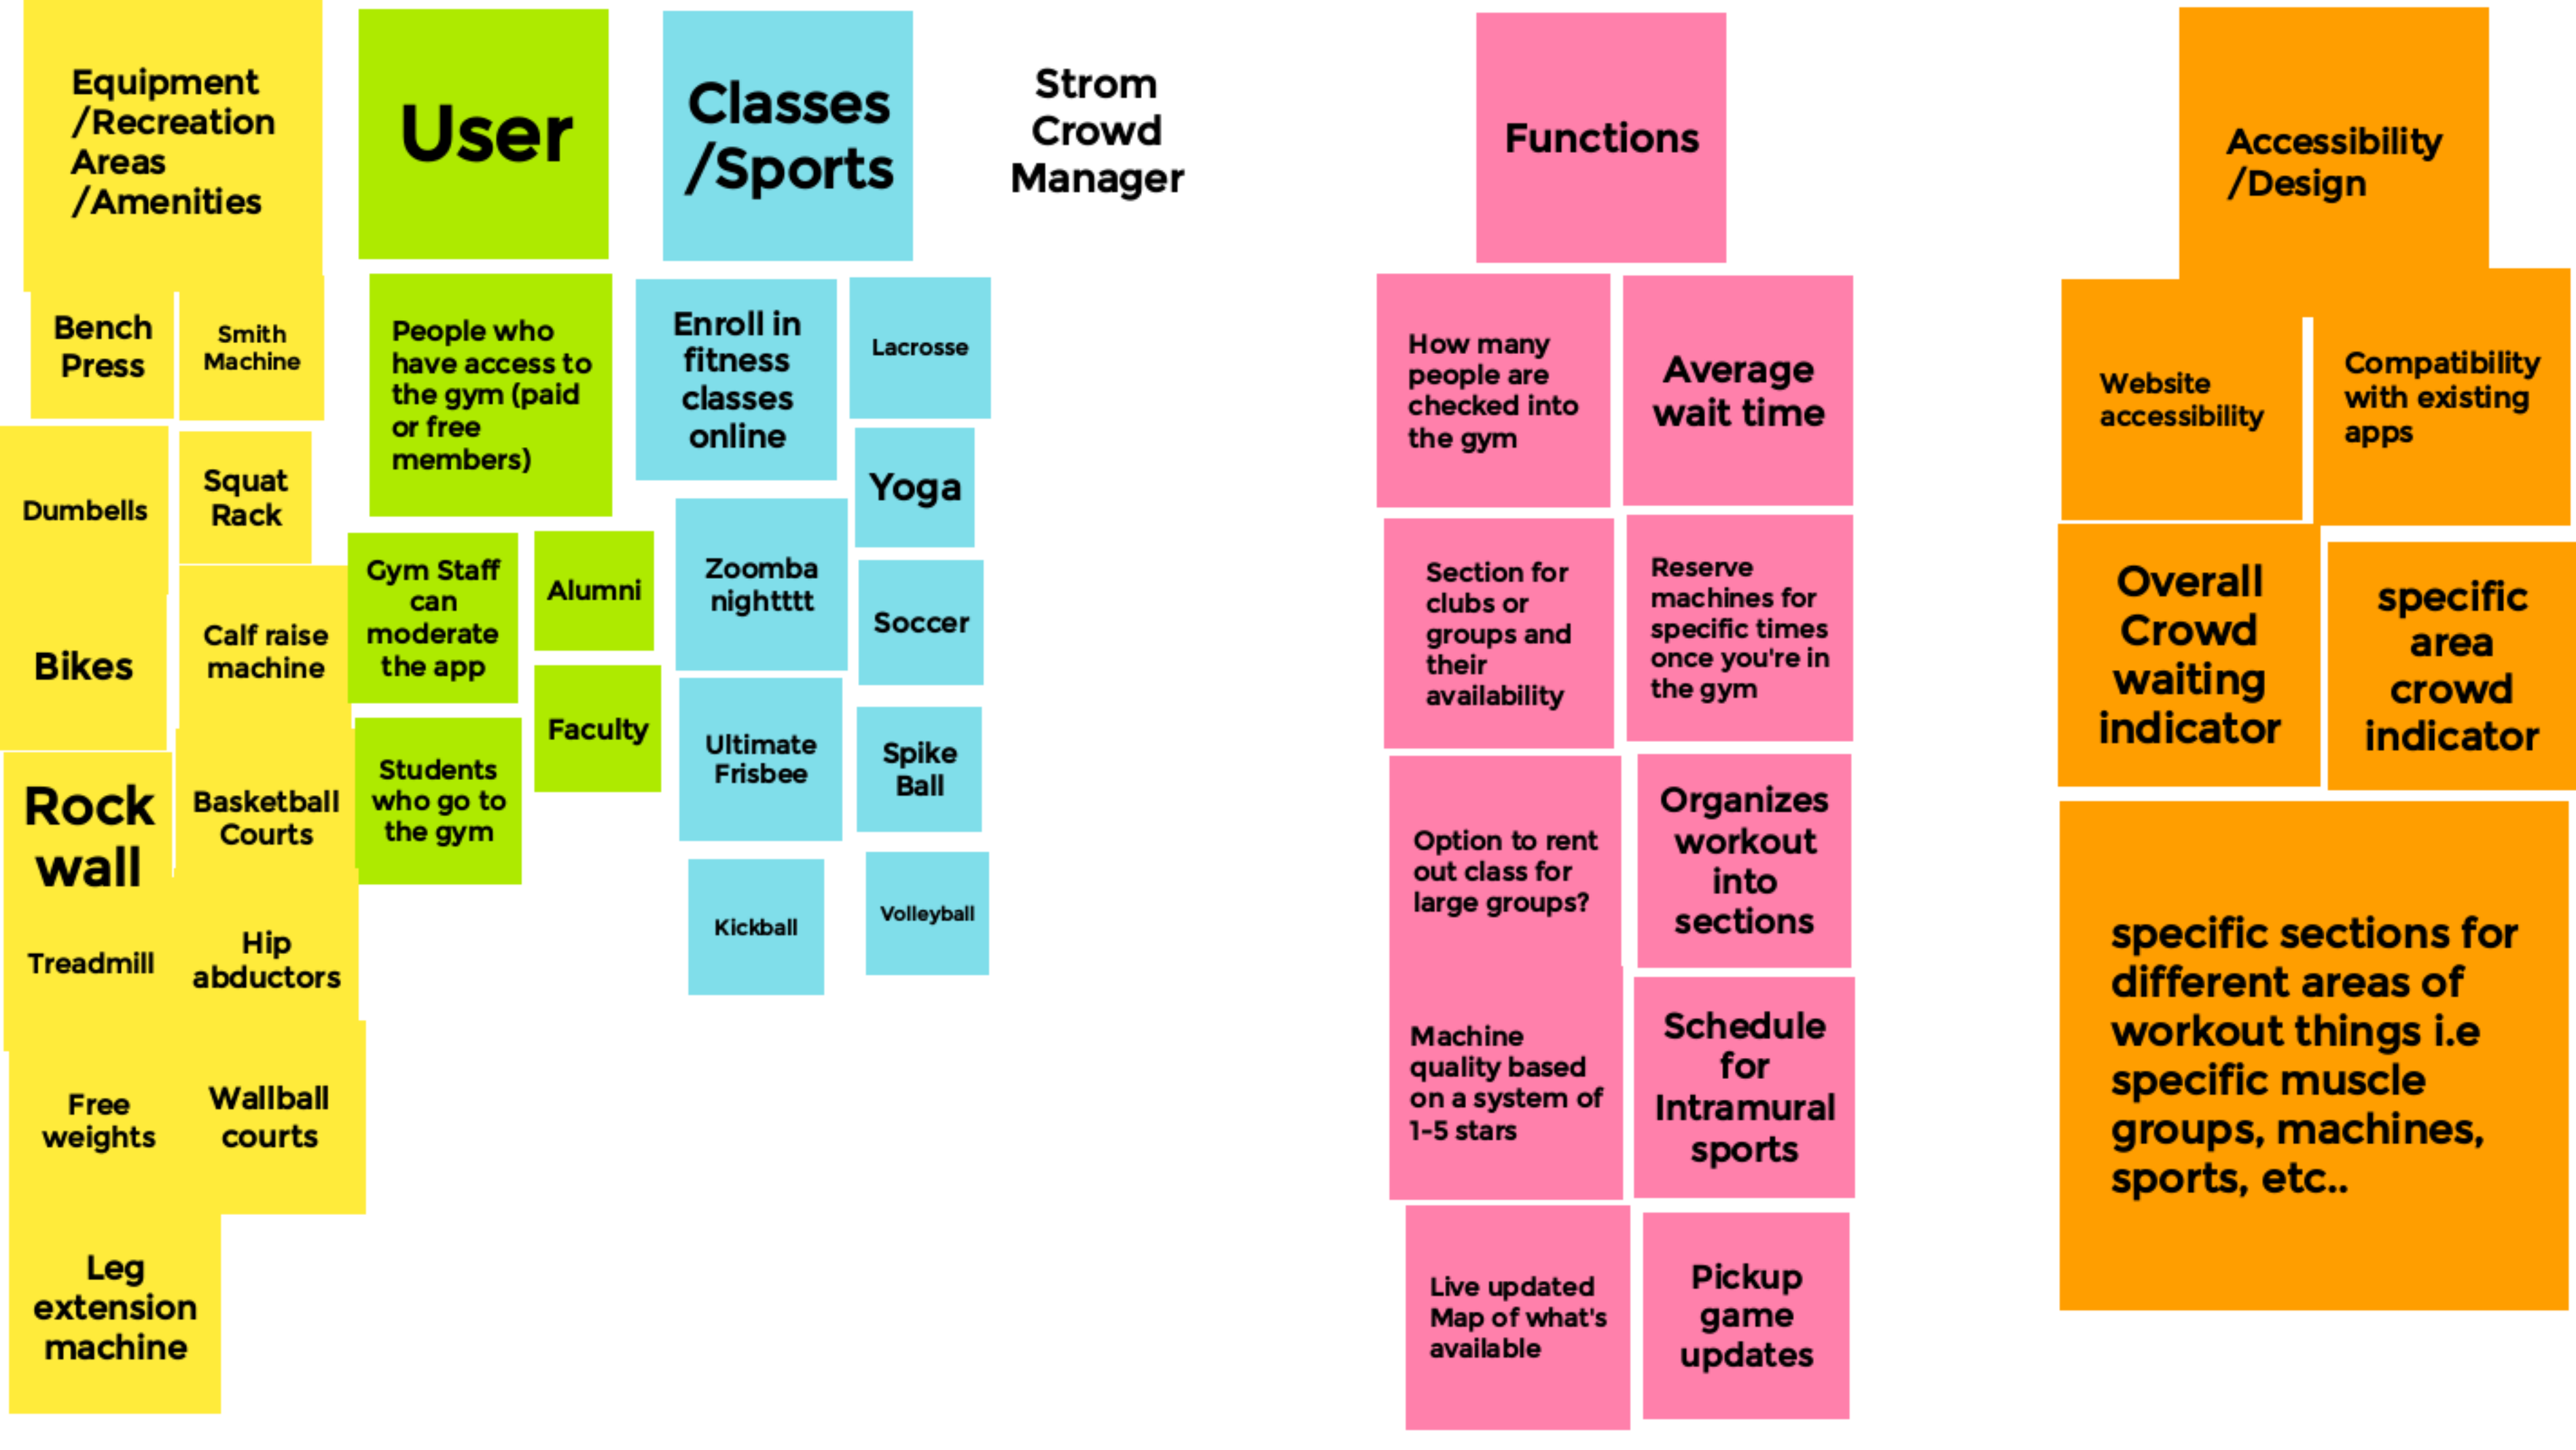 Equipment
/Recreation
Areas
/Amenities
Bench
Press
Smith
Machine
Dumbells
Squat
Rack
Bikes
Calf raise
machine
Rock
wall
Basketball
Courts
Treadmill
Hip
abductors
Free
weights
Wallball
courts
Leg
extension
machine
User
People who
have access to
the gym (paid
or free
members)
Gym Staff
can
moderate
the app
Alumni
Faculty
Students
who go to
the gym
Classes
/Sports
Enroll in
fitness
classes
online
Lacrosse
Yoga
Zoomba
nightttt
Soccer
Ultimate
Frisbee
Spike
Ball
Kickball
Volleyball
Strom
Crowd
Manager
Functions
How many
people are
checked into
the gym
Average
wait time
Section for
clubs or
groups and
their
availability
Reserve
machines for
specific times
once you're in
the gym
Option to rent
out class for
large groups?
Organizes
workout
into
sections
Machine
quality based
on a system of
1-5 stars
Schedule
for
Intramural
sports
Live updated
Map of what's
available
Pickup
game
updates
Accessibility
/Design
Website
accessibility
Compatibility
with existing
apps
Overall
Crowd
waiting
indicator
specific
area
crowd
indicator
specific sections for
different areas of
workout things i.e
specific muscle
groups, machines,
sports, etc..